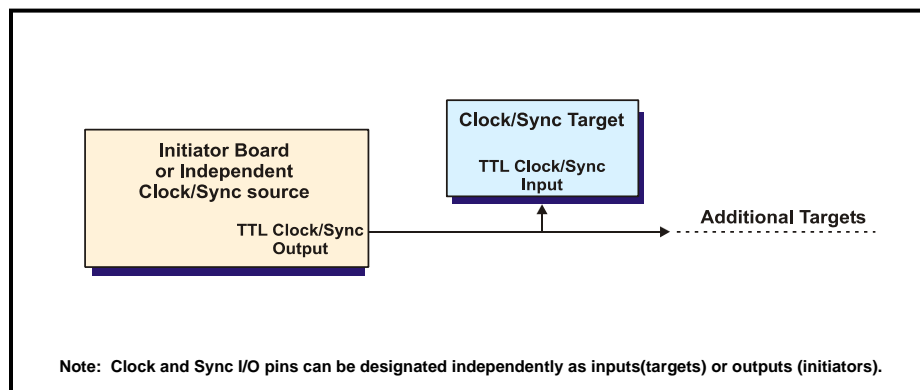 Initiator Board
or Independent
Clock/Sync source
TTL Clock/Sync
Output
Clock/Sync Target
TTL Clock/Sync
Input
Additional Targets
Note:  Clock and Sync I/O pins can be designated independently as inputs(targets) or outputs (initiators).